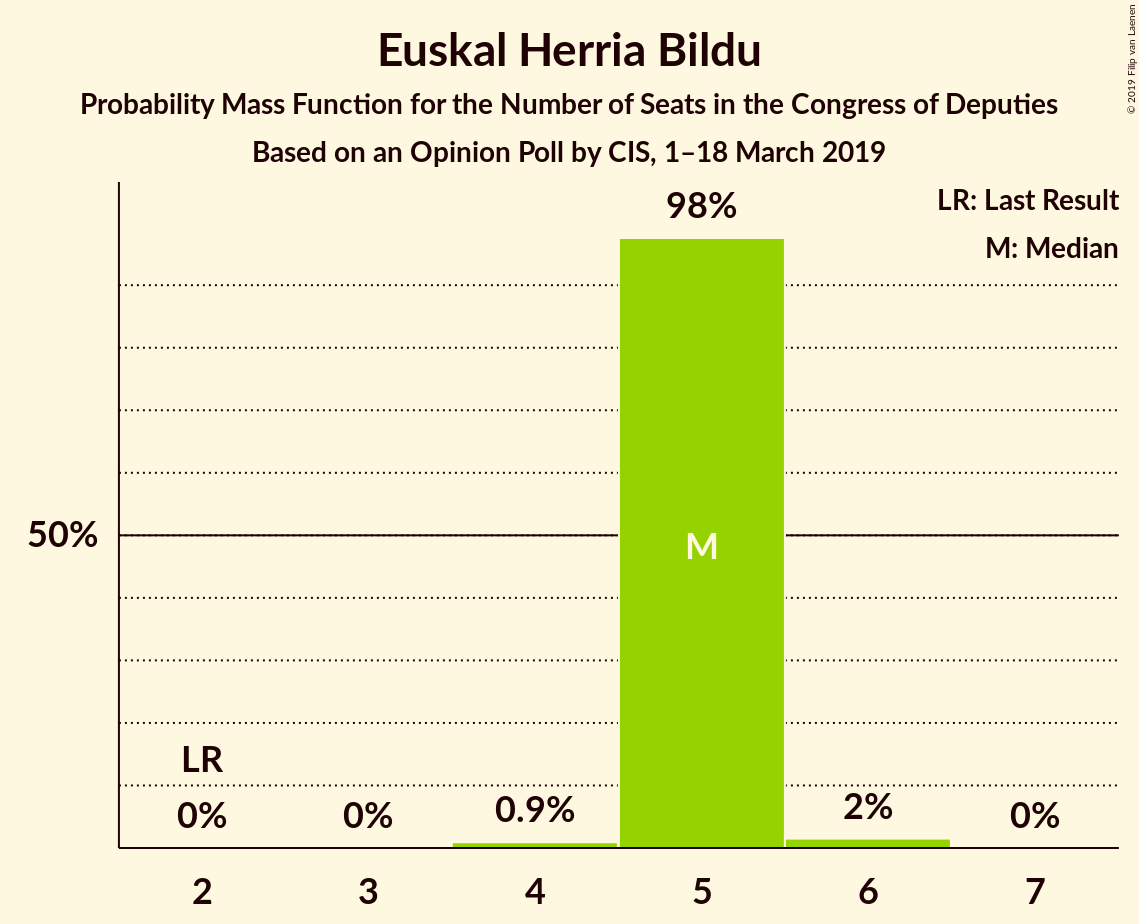 Euskal Herria Bildu
Probability Mass Function for the Number of Seats in the Congress of Deputies
Based on an Opinion Poll by CIS, 1–18 March 2019
© 2019 Filip van Laenen
LR: Last Result
M: Median
98%
50%
M
LR
0%
0%
0.9%
2%
0%
2
3
4
5
6
7